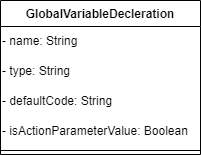 GlobalVariableDecleration
- name: String
- type: String
- defaultCode: String
- isActionParameterValue: Boolean